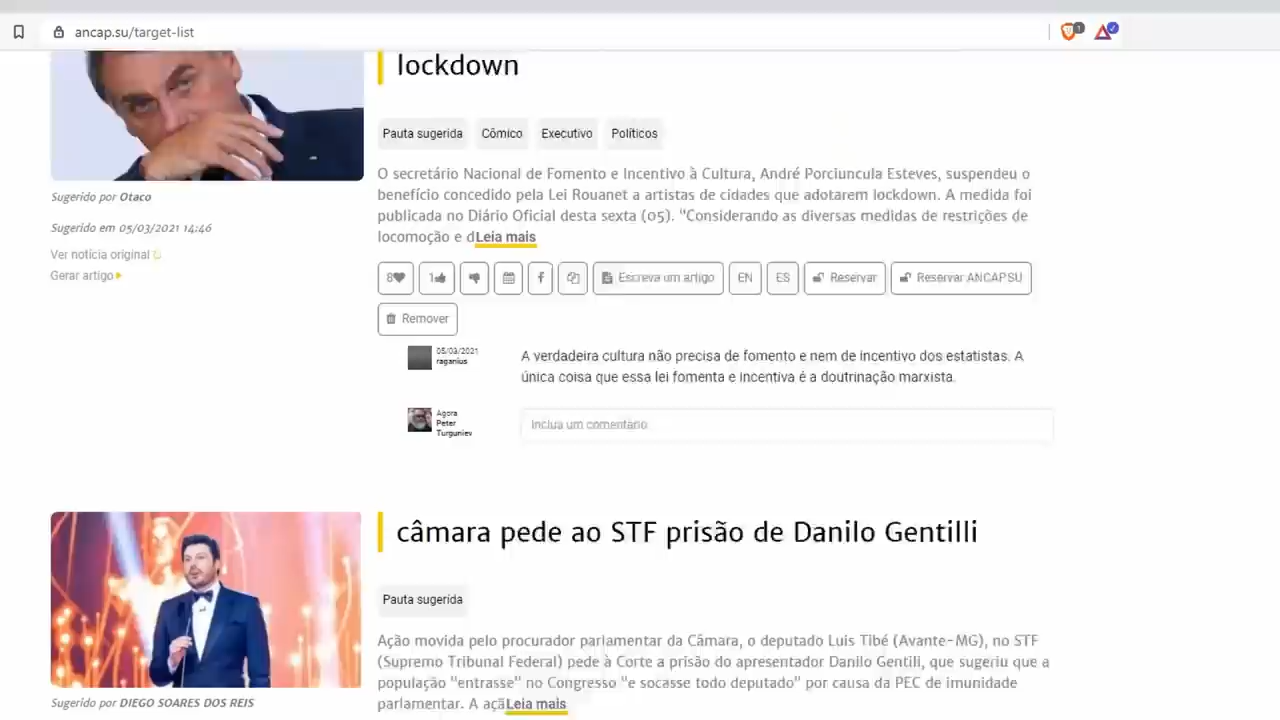 ancap.su/target-list
1
lockdown
Pauta sugerida Cômico Executivo Políticos
O secretário Nacional de Fomento e Incentivo à Cultura, André Porciuncula Esteves, suspendeu o
benefício concedido pela Lei Rouanet a artistas de cidades que adotarem lockdown. A medida foi
publicada no Diário Oficial desta sexta (05). "Considerando as diversas medidas de restrições de
locomoção e dLeia mais
Sugerido por Otaco
Sugerido em 05/03/2021 14:46
Ver notícia original
Gerar artigo
8 1 Escreva um artigo EN ES Reservar Reservar ANCAPSU
Remover
05/03/2021
raganius
A verdadeira cultura não precisa de fomento e nem de incentivo dos estatistas. A
única coisa que essa lei fomenta e incentiva é a doutrinação marxista.
Agora
Peter
Turguniev
Inclua um comentário
câmara pede ao STF prisão de Danilo Gentilli
Pauta sugerida
Ação movida pelo procurador parlamentar da Câmara, o deputado Luis Tibé (Avante-MG), no STF
(Supremo Tribunal Federal) pede à Corte a prisão do apresentador Danilo Gentili, que sugeriu que a
população "entrasse" no Congresso "e socasse todo deputado" por causa da PEC de imunidade
parlamentar. A açãLeia mais
Sugerido por DIEGO SOARES DOS REIS